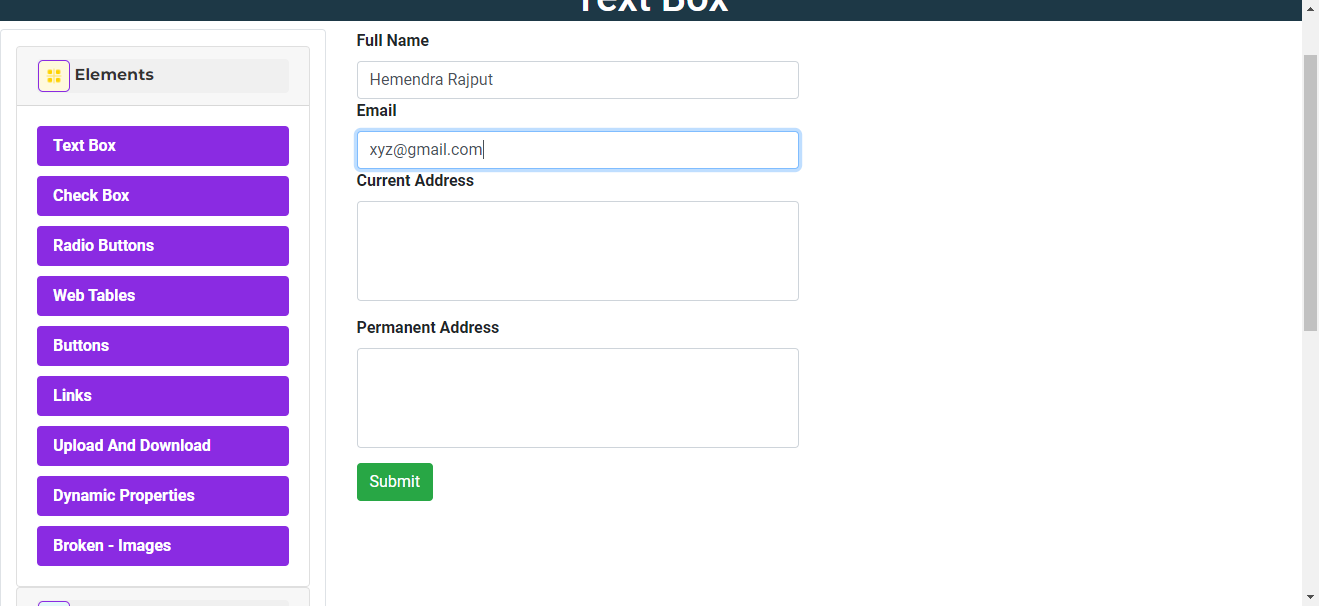 Text Box
Elements
Text Box
Check Box
Radio Buttons
Web Tables
Buttons
Links
Upload And Download
Dynamic Properties
Broken - Images
Full Name
Hemendra Rajput
Email
xyz@gmail.com
Current Address
Permanent Address
Submit